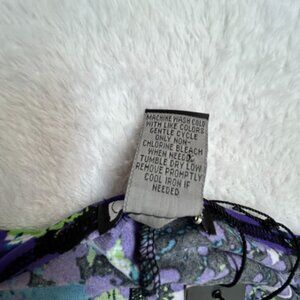 MACHINE WASH COLD
WITH LIKE COLORS
GENTLE CYCLE
ONLY NON-
CHLORINE BLEACH
WHEN NEEDED
TUMBLE DRY LOW
REMOVE PROMPTLY
COOL IRON IF
NEEDED